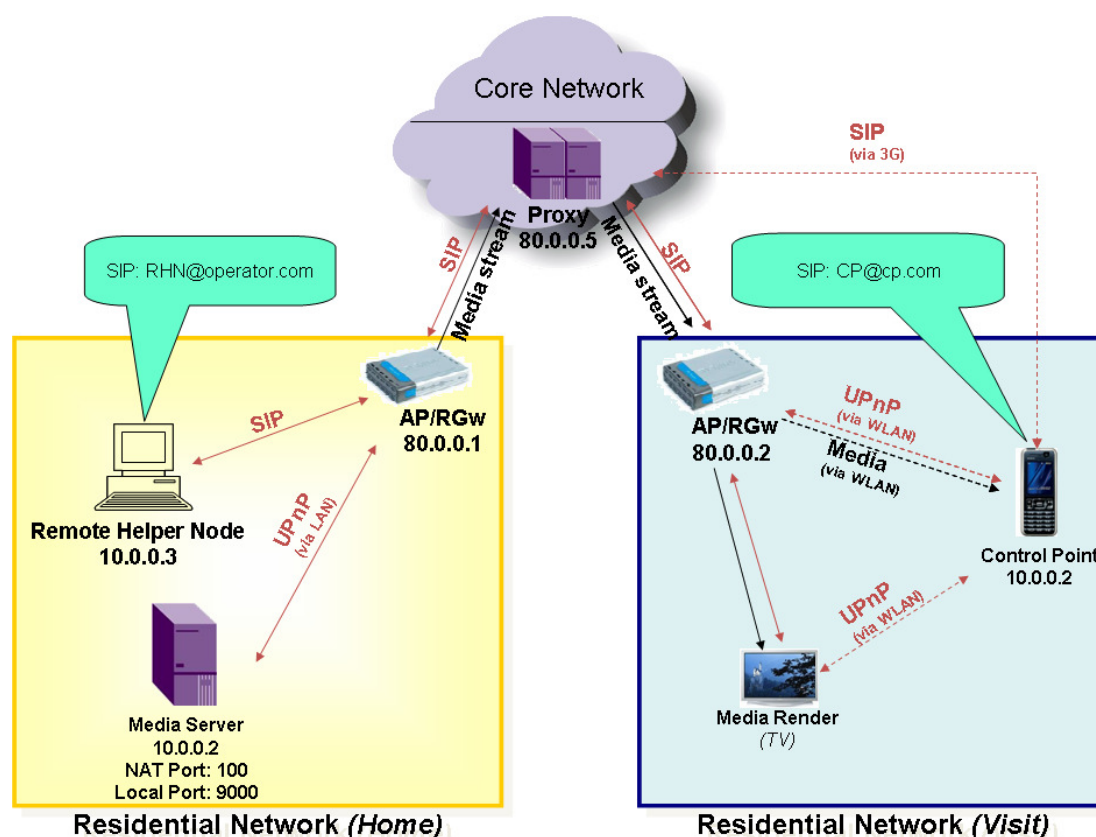 Core Network
SIP
(via 3G)
Proxy
80.0.0.5
SIP: RHN@operator.com
SIP
Media stream
Media stream
SIP
SIP: CP@cp.com
AP/RGw
80.0.0.1
SIP
Remote Helper Node
10.0.0.3
UPnP
(via LAN)
Media Server
10.0.0.2
NAT Port: 100
Local Port: 9000
Residential Network (Home)
AP/RGw
80.0.0.2
UPnP
(via WLAN)
Media
(via WLAN)
Control Point
10.0.0.2
UPnP
(via WLAN)
Media Render
(TV)
Residential Network (Visit)